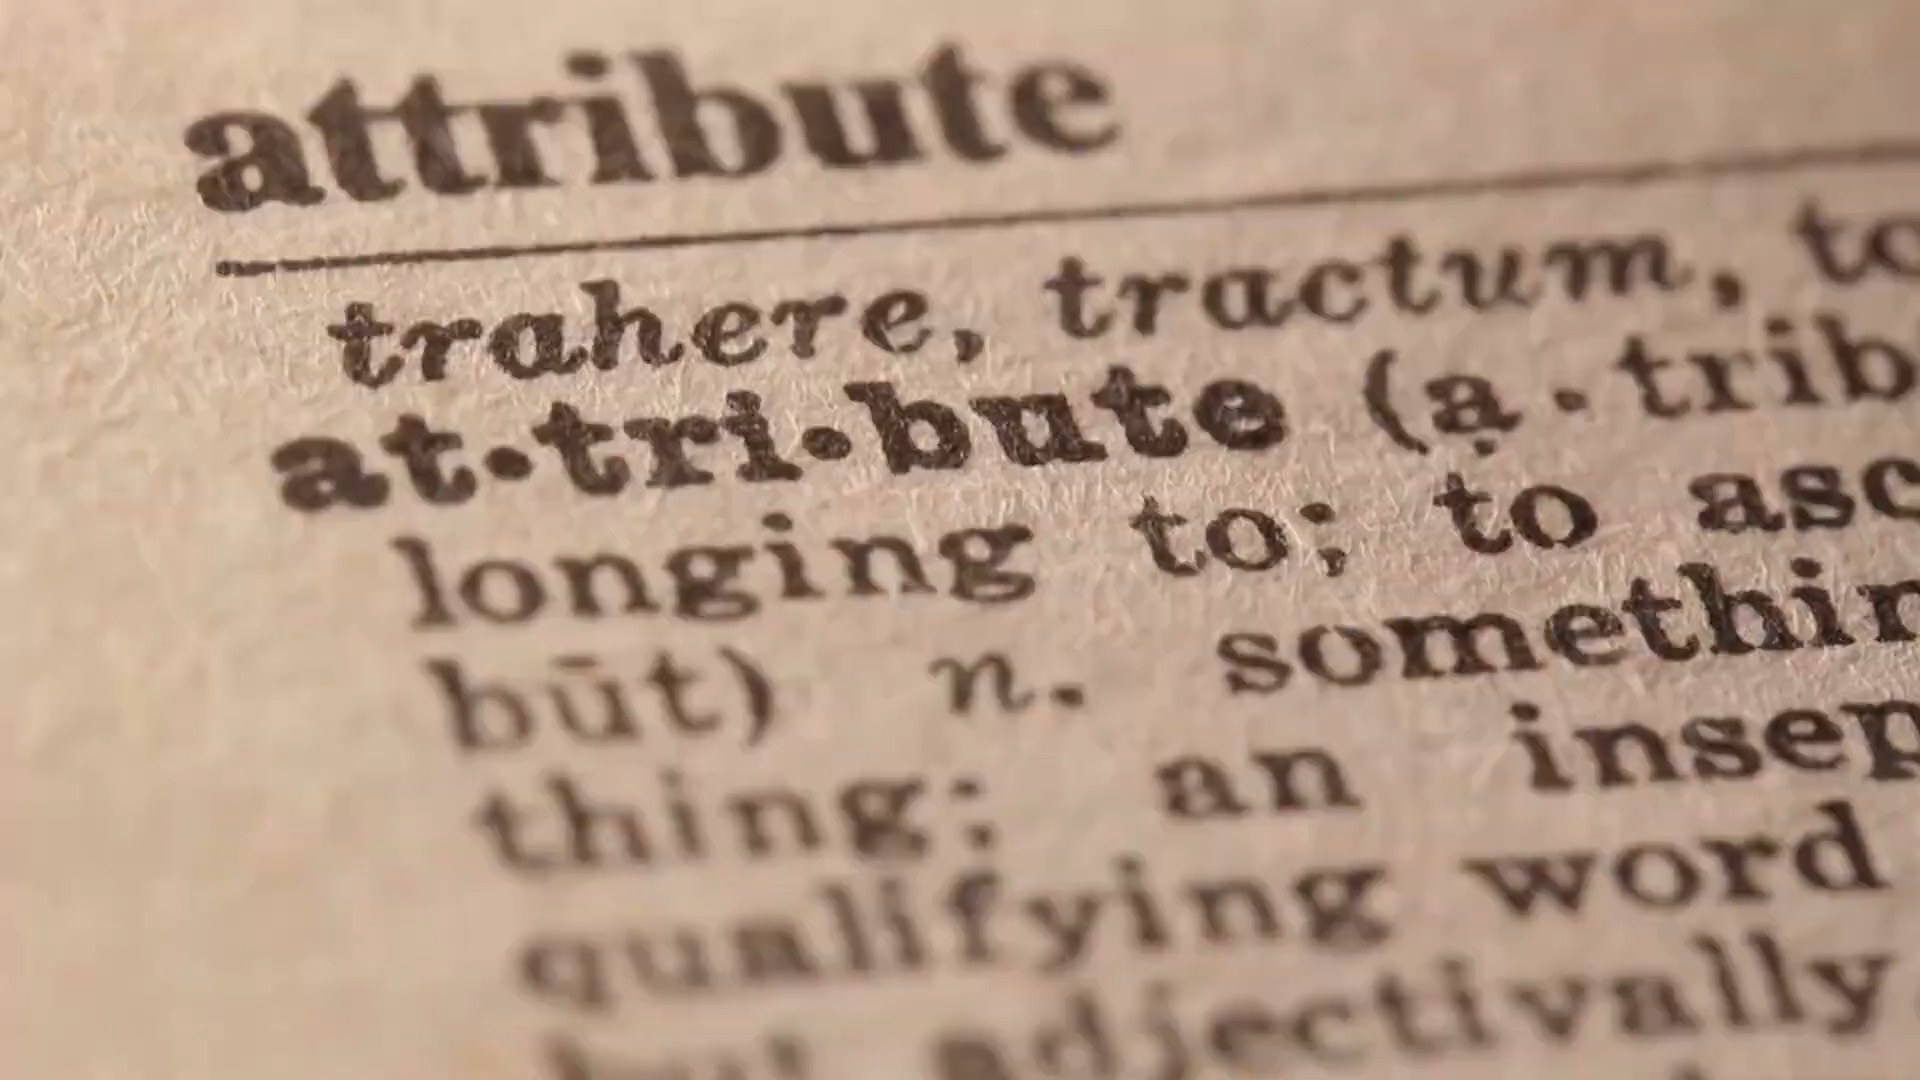 attribute
trahere, tractum, to
at·tri·bute (ạ·trib
longing to; to asc
būt) n. somethin
thing; an insep
qualifying word
but adjectivally